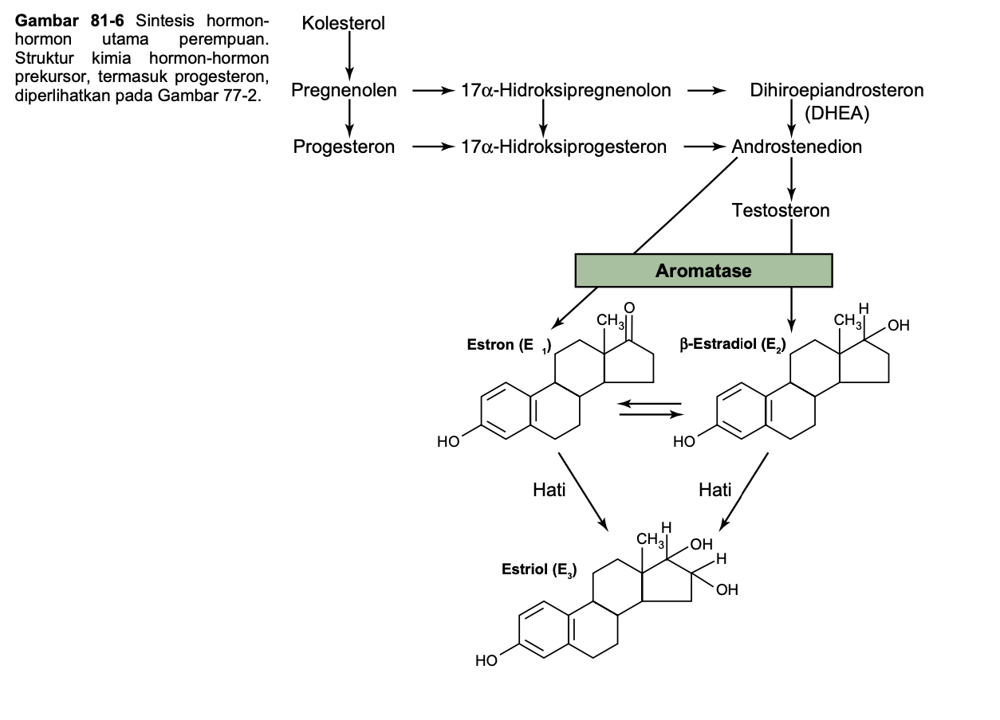 Gambar 81-6 Sintesis hormon-
hormon utama perempuan.
Struktur kimia hormon-hormon
prekursor, termasuk progesteron,
diperlihatkan pada Gambar 77-2.
Kolesterol
Pregnenolen
17α-Hidroksipregnenolon
Dihiroepiandrosteron
(DHEA)
Progesteron
17α-Hidroksiprogesteron
Androstenedion
Testosteron
Aromatase
Estron (E ₁)
CH₃
O
HO
β-Estradiol (E₂)
CH₃
H
OH
HO
Hati
Hati
Estriol (E₃)
CH₃
H
OH
H
OH
HO